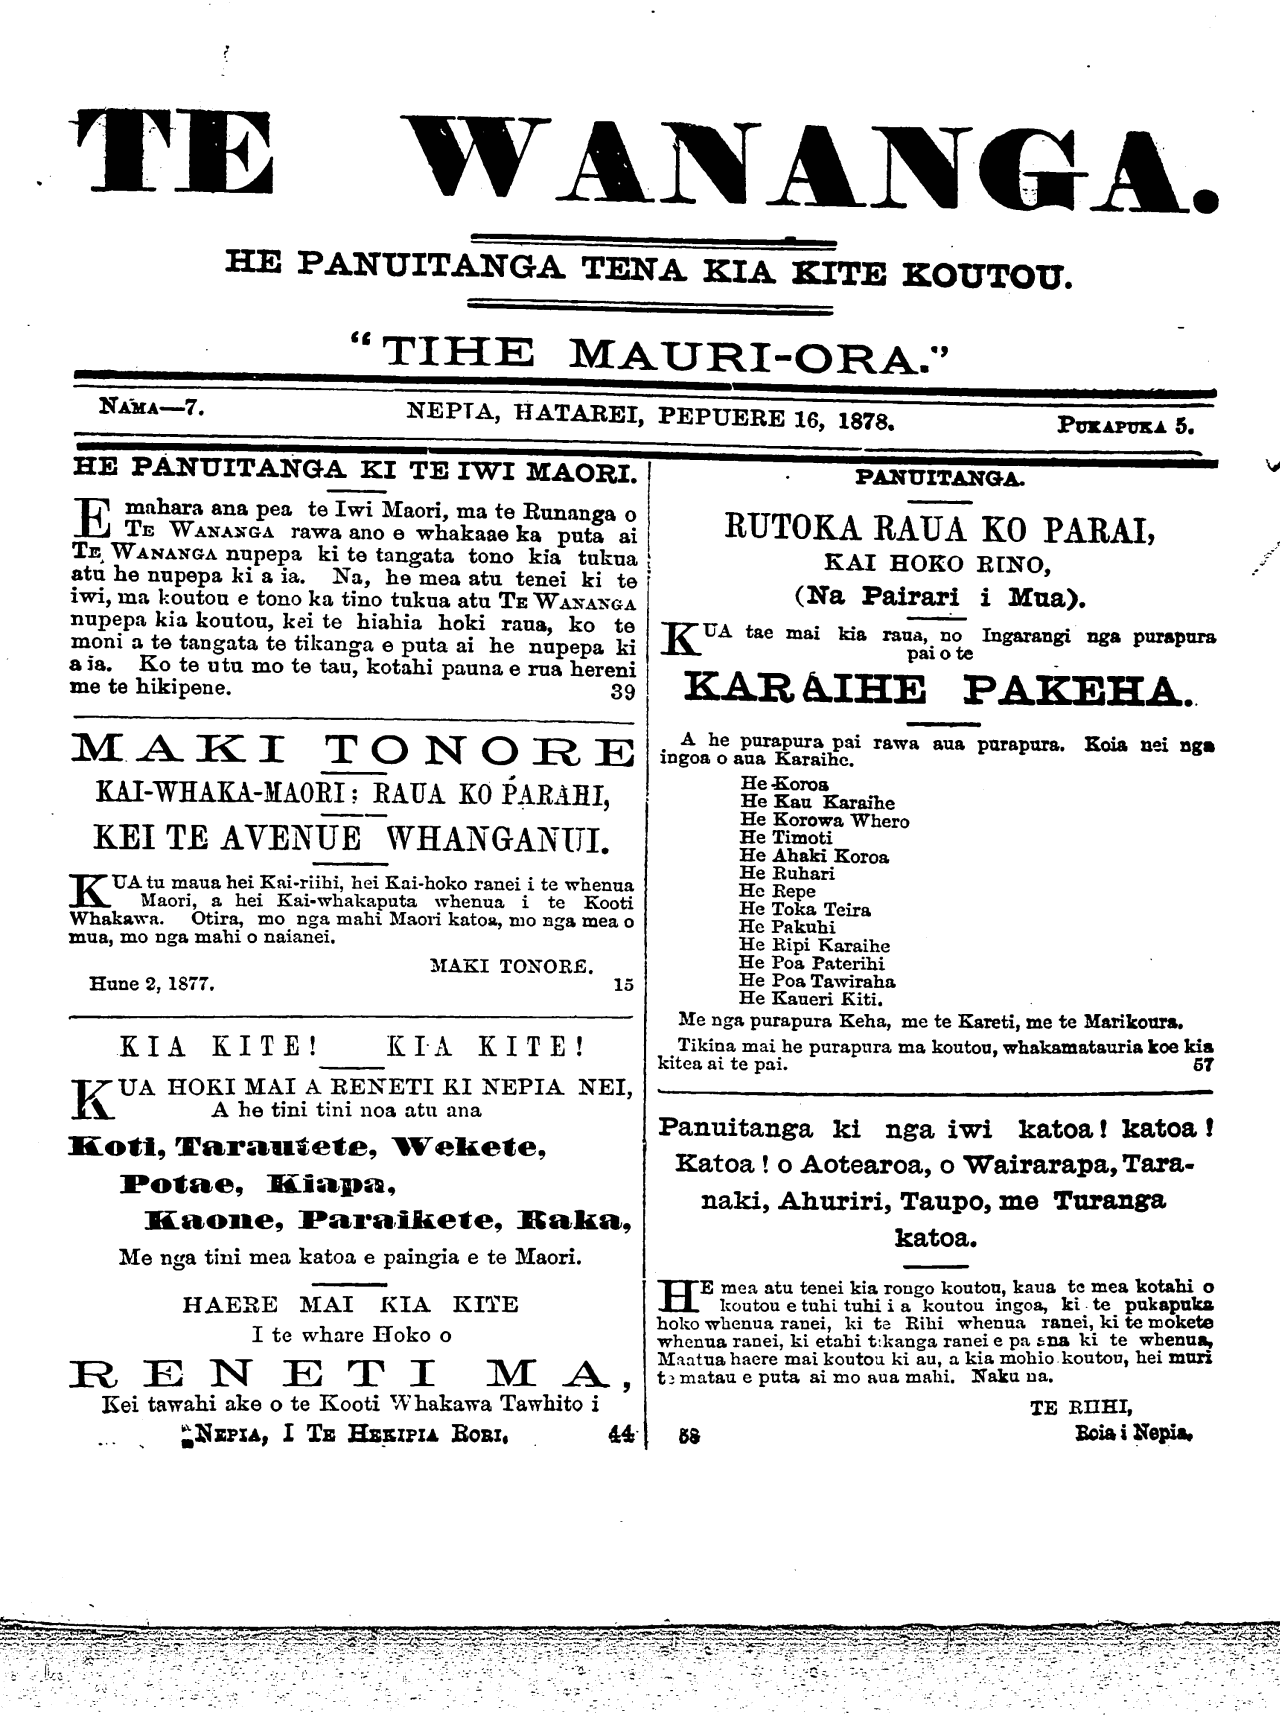 TE WANANGA.
HE PANUITANGA TENA KIA KITE KOUTOU.
"TIHE MAURI-ORA."
NAMA—7.
NEPIA, HATAREI, PEPUERE 16, 1878.
PUKAPUKA 5.
HE PANUITANGA KI TE IWI MAORI.
E mahara ana pea te Iwi Maori, ma te Runanga o
TE WANANGA rawa ano e whakaae ka puta ai
TE WANANGA nupepa ki te tangata tono kia tukua
atu he nupepa ki a ia. Na, he mea atu tenei ki te
iwi, ma koutou e tono ka tino tukua atu TE WANANGA
nupepa kia koutou, kei te hiahia hoki raua, ko te
moni a te tangata te tikanga e puta ai he nupepa ki
a ia. Ko te utu mo te tau, kotahi pauna e rua hereni
me te hikipene. 39
MAKI TONORE
KAI-WHAKA-MAORI; RAUA KO PARAHI,
KEI TE AVENUE WHANGANUI.
KUA tu maua hei Kai-riihi, hei Kai-hoko ranei i te whenua
Maori, a hei Kai-whakaputa whenua i te Kooti
Whakawa. Otira, mo nga mahi Maori katoa, mo nga mea o
mua, mo nga mahi o naianei.
MAKI TONORE.
Hune 2, 1877. 15
KIA KITE! KIA KITE!
KUA HOKI MAI A RENETI KI NEPIA NEI,
A he tini tini noa atu ana
Koti, Tarautete, Wekete,
Potae, Kiapa,
Kaone, Paraikete, Raka,
Me nga tini mea katoa e paingia e te Maori.
HAERE MAI KIA KITE
I te whare Hoko o
RENETI MA,
Kei tawahi ake o te Kooti Whakawa Tawhito i
NEPIA, I TE HEKIPIA RORI. 44
PANUITANGA.
RUTOKA RAUA KO PARAI,
KAI HOKO RINO,
(Na Pairari i Mua).
KUA tae mai kia raua, no Ingarangi nga purapura
pai o te
KARAIHE PAKEHA.
A he purapura pai rawa aua purapura. Koia nei nga
ingoa o aua Karaihe.
He Koroa
He Kau Karaihe
He Korowa Whero
He Timoti
He Ahaki Koroa
He Ruhari
He Repe
He Toka Teira
He Pakuhi
He Ripi Karaihe
He Poa Paterihi
He Poa Tawiraha
He Kaueri Kiti.
Me nga purapura Keha, me te Kareti, me te Marikoura.
Tikina mai he purapura ma koutou, whakamatauria koe kia
kitea ai te pai. 57
Panuitanga ki nga iwi katoa! katoa!
Katoa! o Aotearoa, o Wairarapa, Tara-
naki, Ahuriri, Taupo, me Turanga
katoa.
HE mea atu tenei kia rongo koutou, kaua te mea kotahi o
koutou e tuhi tuhi i a koutou ingoa, ki te pukapuka
hoko whenua ranei, ki te Rihi whenua ranei, ki te mokete
whenua ranei, ki etahi tikanga ranei e pa ana ki te whenua,
Maatua haere mai koutou ki au, a kia mohio koutou, hei muri
te matau e puta ai mo aua mahi. Naku na.
TE RIIHI,
58 Roia i Nepia.